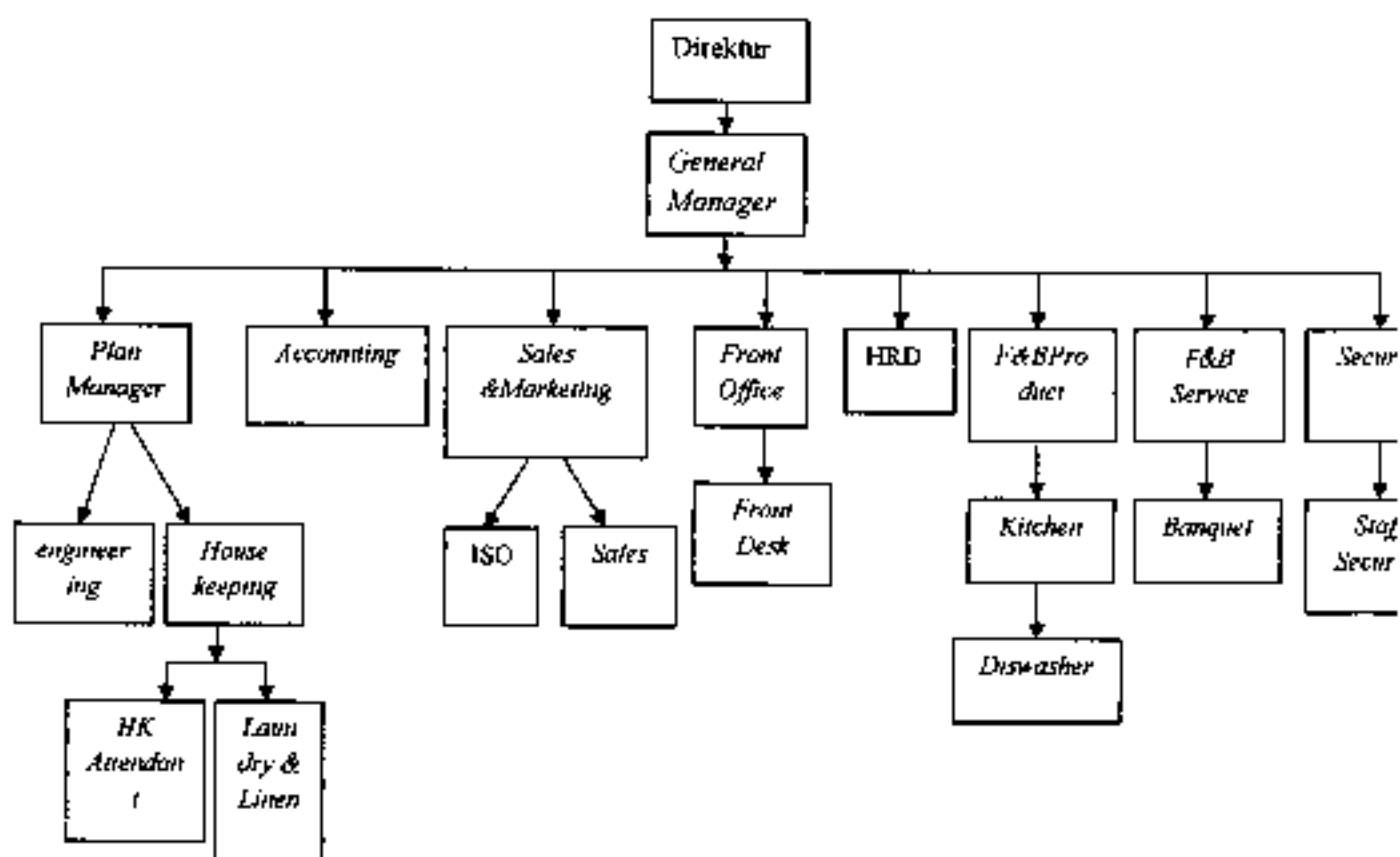 Direktur
General
Manager
Plan
Manager
Accounting
Sales
&Marketing
Front
Office
HRD
F&BPro
duct
F&B
Service
engineer
ing
House
keeping
ISO
Sales
Front
Desk
Kitchen
Banquet
HK
Attendan
t
Laun
dry &
Linen
Diswasher